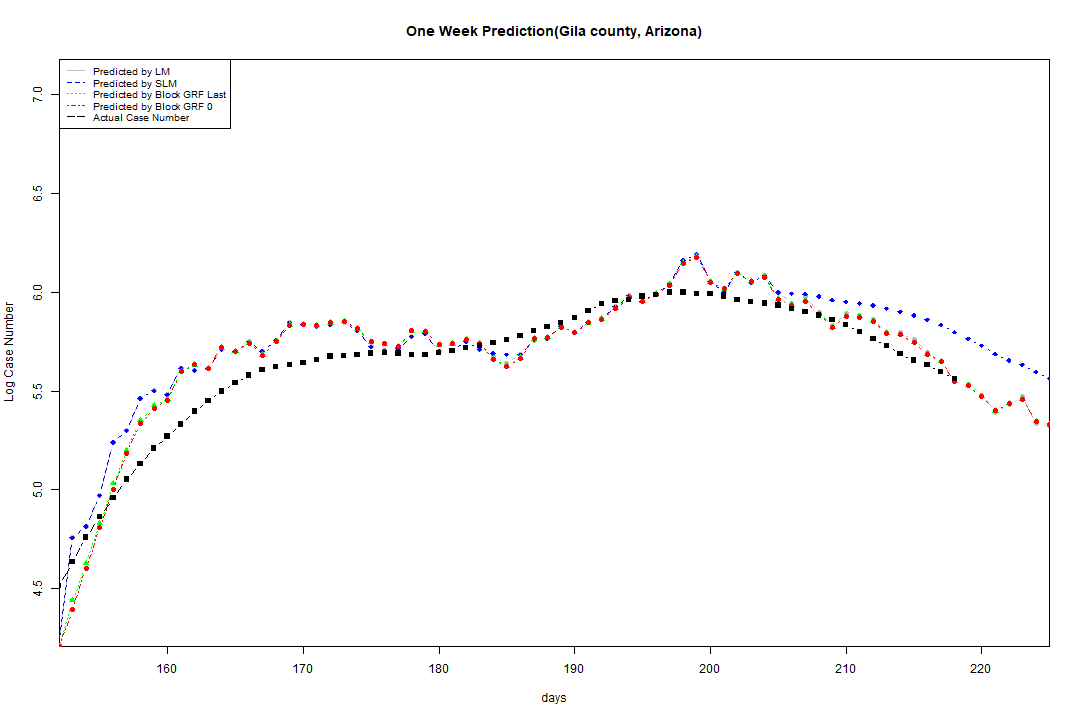 One Week Prediction(Gila county, Arizona)
Predicted by LM
Predicted by SLM
Predicted by Block GRF Last
Predicted by Block GRF 0
Actual Case Number
7.0
6.5
6.0
5.5
5.0
4.5
Log Case Number
160 170 180 190 200 210 220
days